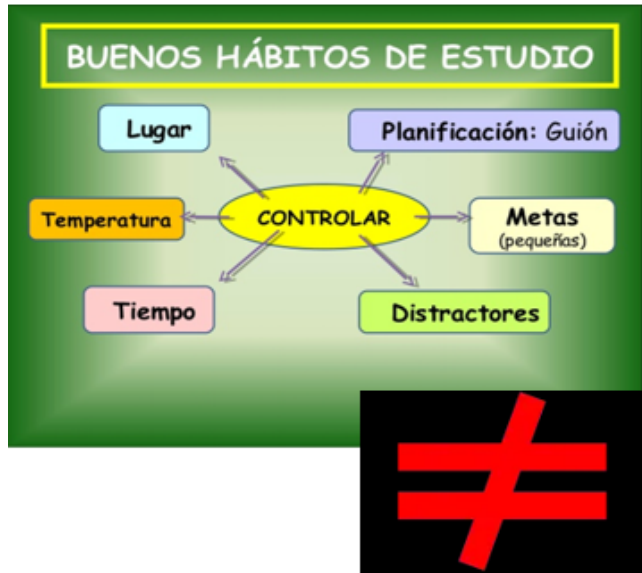 BUENOS HÁBITOS DE ESTUDIO
Lugar
Planificación: Guión
Temperatura
CONTROLAR
Metas
(pequeñas)
Tiempo
Distractores
≠